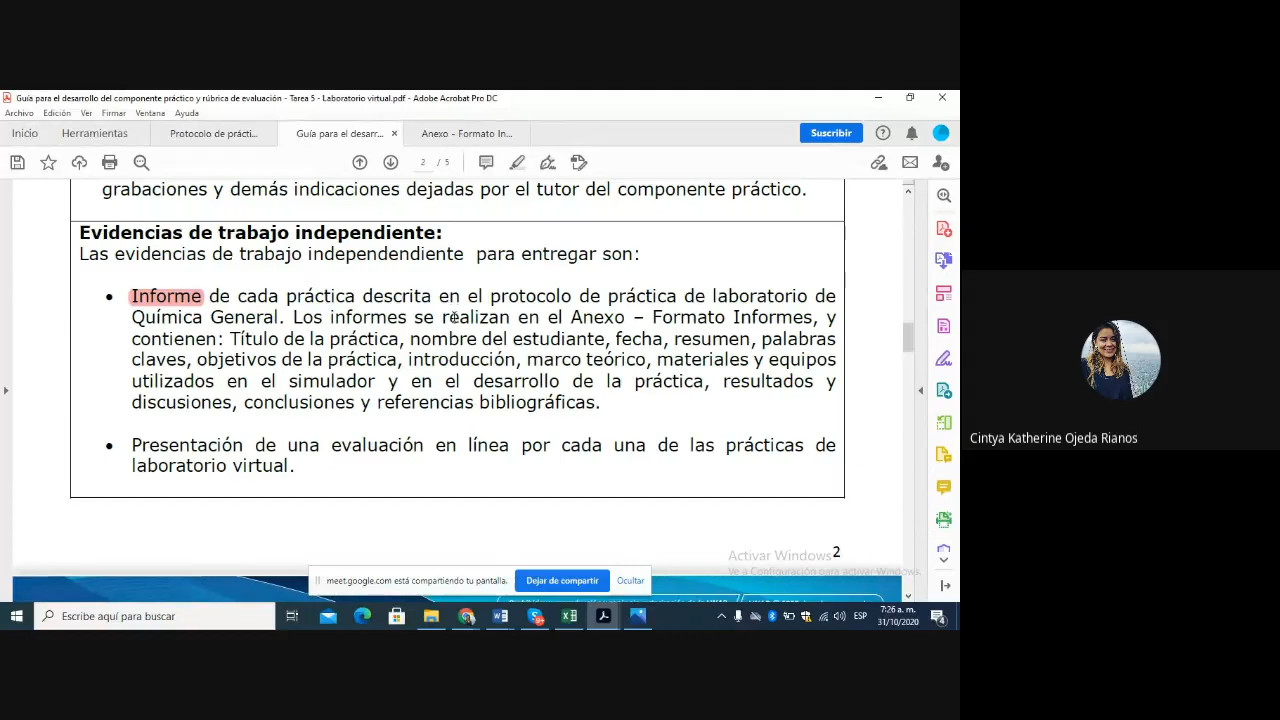 Guía para el desarrollo del componente práctico y rúbrica de evaluación - Tarea 5 - Laboratorio virtual.pdf - Adobe Acrobat Pro DC
Archivo Edición Ver Firmar Ventana Ayuda
Inicio Herramientas Protocolo de prácti... Guía para el desarr... × Anexo - Formato In... Suscribir
2 / 5
grabaciones y demás indicaciones dejadas por el tutor del componente práctico.
Evidencias de trabajo independiente:
Las evidencias de trabajo independendiente para entregar son:
• Informe de cada práctica descrita en el protocolo de práctica de laboratorio de
Química General. Los informes se realizan en el Anexo – Formato Informes, y
contienen: Título de la práctica, nombre del estudiante, fecha, resumen, palabras
claves, objetivos de la práctica, introducción, marco teórico, materiales y equipos
utilizados en el simulador y en el desarrollo de la práctica, resultados y
discusiones, conclusiones y referencias bibliográficas.
• Presentación de una evaluación en línea por cada una de las prácticas de
laboratorio virtual.
Cintya Katherine Ojeda Rianos
Activar Windows
2
Ve a Configuración para activar Windows.
meet.google.com está compartiendo tu pantalla. Dejar de compartir Ocultar
Escribe aquí para buscar
ESP
7:26 a. m.
31/10/2020
4